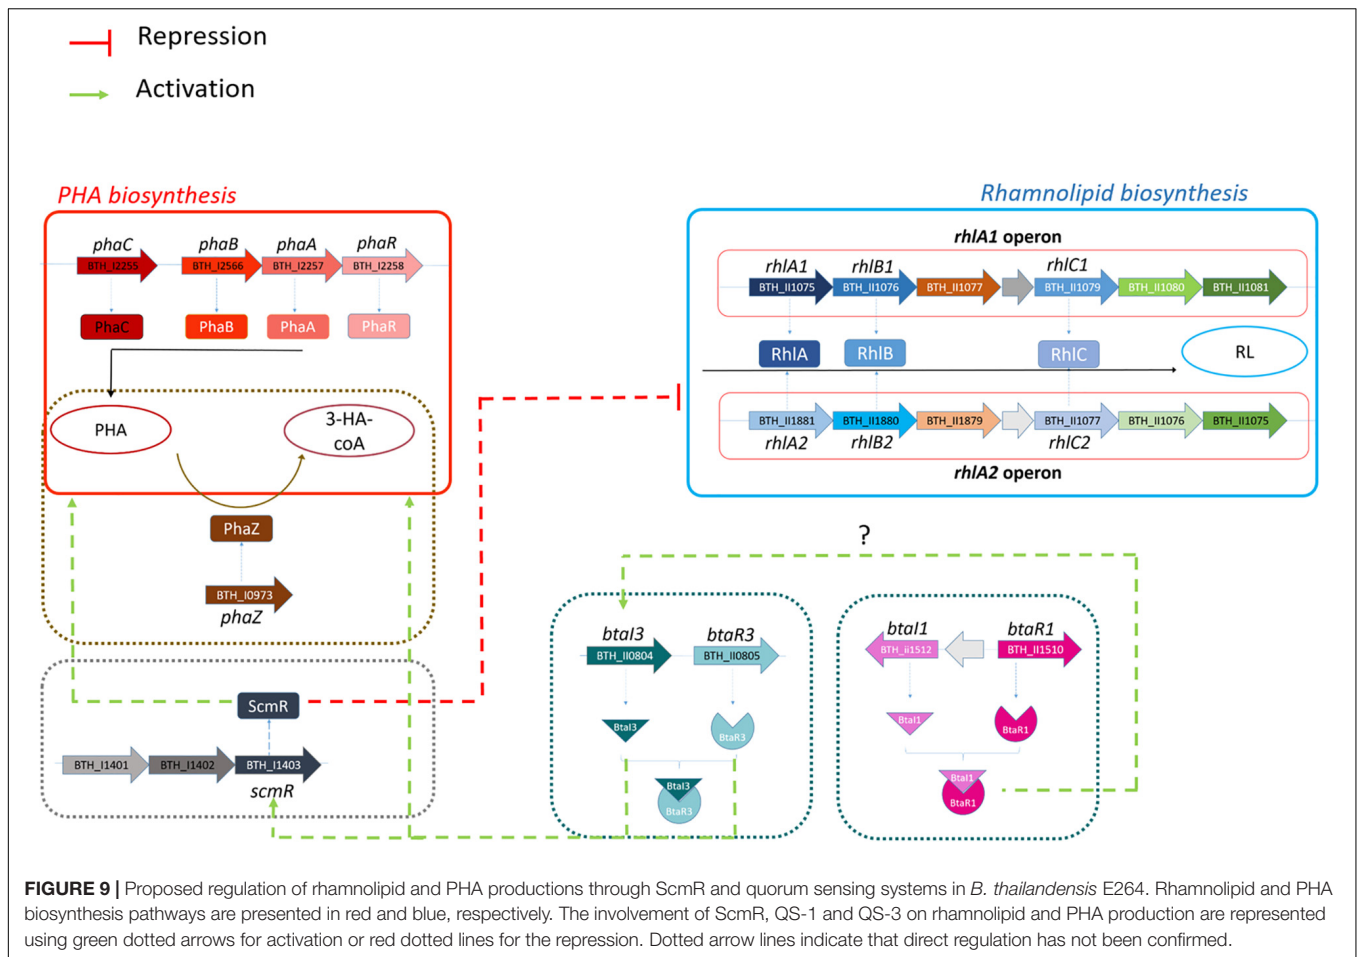 Repression
Activation
PHA biosynthesis
phaC phaB phaA phaR
BTH_I2255 BTH_I2566 BTH_I2257 BTH_I2258
PhaC PhaB PhaA PhaR
PHA
3-HA-
coA
PhaZ
BTH_I0973
phaZ
ScmR
BTH_I1401 BTH_I1402 BTH_I1403
scmR
Rhamnolipid biosynthesis
rhlA1 operon
rhlA1 rhlB1 rhlC1
BTH_II1075 BTH_II1076 BTH_II1077 BTH_II1079 BTH_II1080 BTH_II1081
RhlA RhlB RhlC RL
BTH_II1881 BTH_II1880 BTH_II1879 BTH_II1077 BTH_II1076 BTH_II1075
rhlA2 rhlB2 rhlC2
rhlA2 operon
?
btaI3 btaR3
BTH_II0804 BTH_II0805
BtaI3 BtaR3
BtaI3
BtaR3
btaI1 btaR1
BTH_ii1512 BTH_II1510
BtaI1 BtaR1
BtaI1
BtaR1
FIGURE 9 | Proposed regulation of rhamnolipid and PHA productions through ScmR and quorum sensing systems in B. thailandensis E264. Rhamnolipid and PHA
biosynthesis pathways are presented in red and blue, respectively. The involvement of ScmR, QS-1 and QS-3 on rhamnolipid and PHA production are represented
using green dotted arrows for activation or red dotted lines for the repression. Dotted arrow lines indicate that direct regulation has not been confirmed.